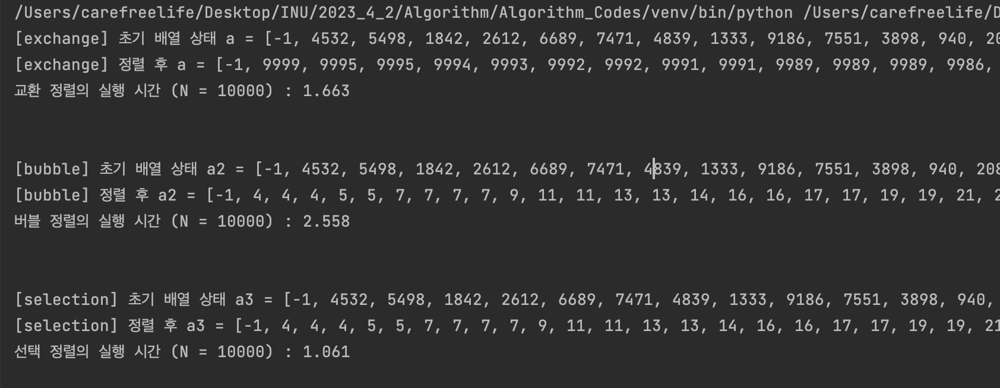 /Users/carefreelife/Desktop/INU/2023_4_2/Algorithm/Algorithm_Codes/venv/bin/python /Users/carefreelife/D
[exchange] 초기 배열 상태 a = [-1, 4532, 5498, 1842, 2612, 6689, 7471, 4839, 1333, 9186, 7551, 3898, 940, 20
[exchange] 정렬 후 a = [-1, 9999, 9995, 9995, 9994, 9993, 9992, 9992, 9991, 9991, 9989, 9989, 9989, 9986,
교환 정렬의 실행 시간 (N = 10000) : 1.663
[bubble] 초기 배열 상태 a2 = [-1, 4532, 5498, 1842, 2612, 6689, 7471, 4839, 1333, 9186, 7551, 3898, 940, 208
[bubble] 정렬 후 a2 = [-1, 4, 4, 4, 5, 5, 7, 7, 7, 7, 9, 11, 11, 13, 13, 14, 16, 16, 17, 17, 19, 19, 21, 2
버블 정렬의 실행 시간 (N = 10000) : 2.558
[selection] 초기 배열 상태 a3 = [-1, 4532, 5498, 1842, 2612, 6689, 7471, 4839, 1333, 9186, 7551, 3898, 940,
[selection] 정렬 후 a3 = [-1, 4, 4, 4, 5, 5, 7, 7, 7, 7, 9, 11, 11, 13, 13, 14, 16, 16, 17, 17, 19, 19, 21
선택 정렬의 실행 시간 (N = 10000) : 1.061